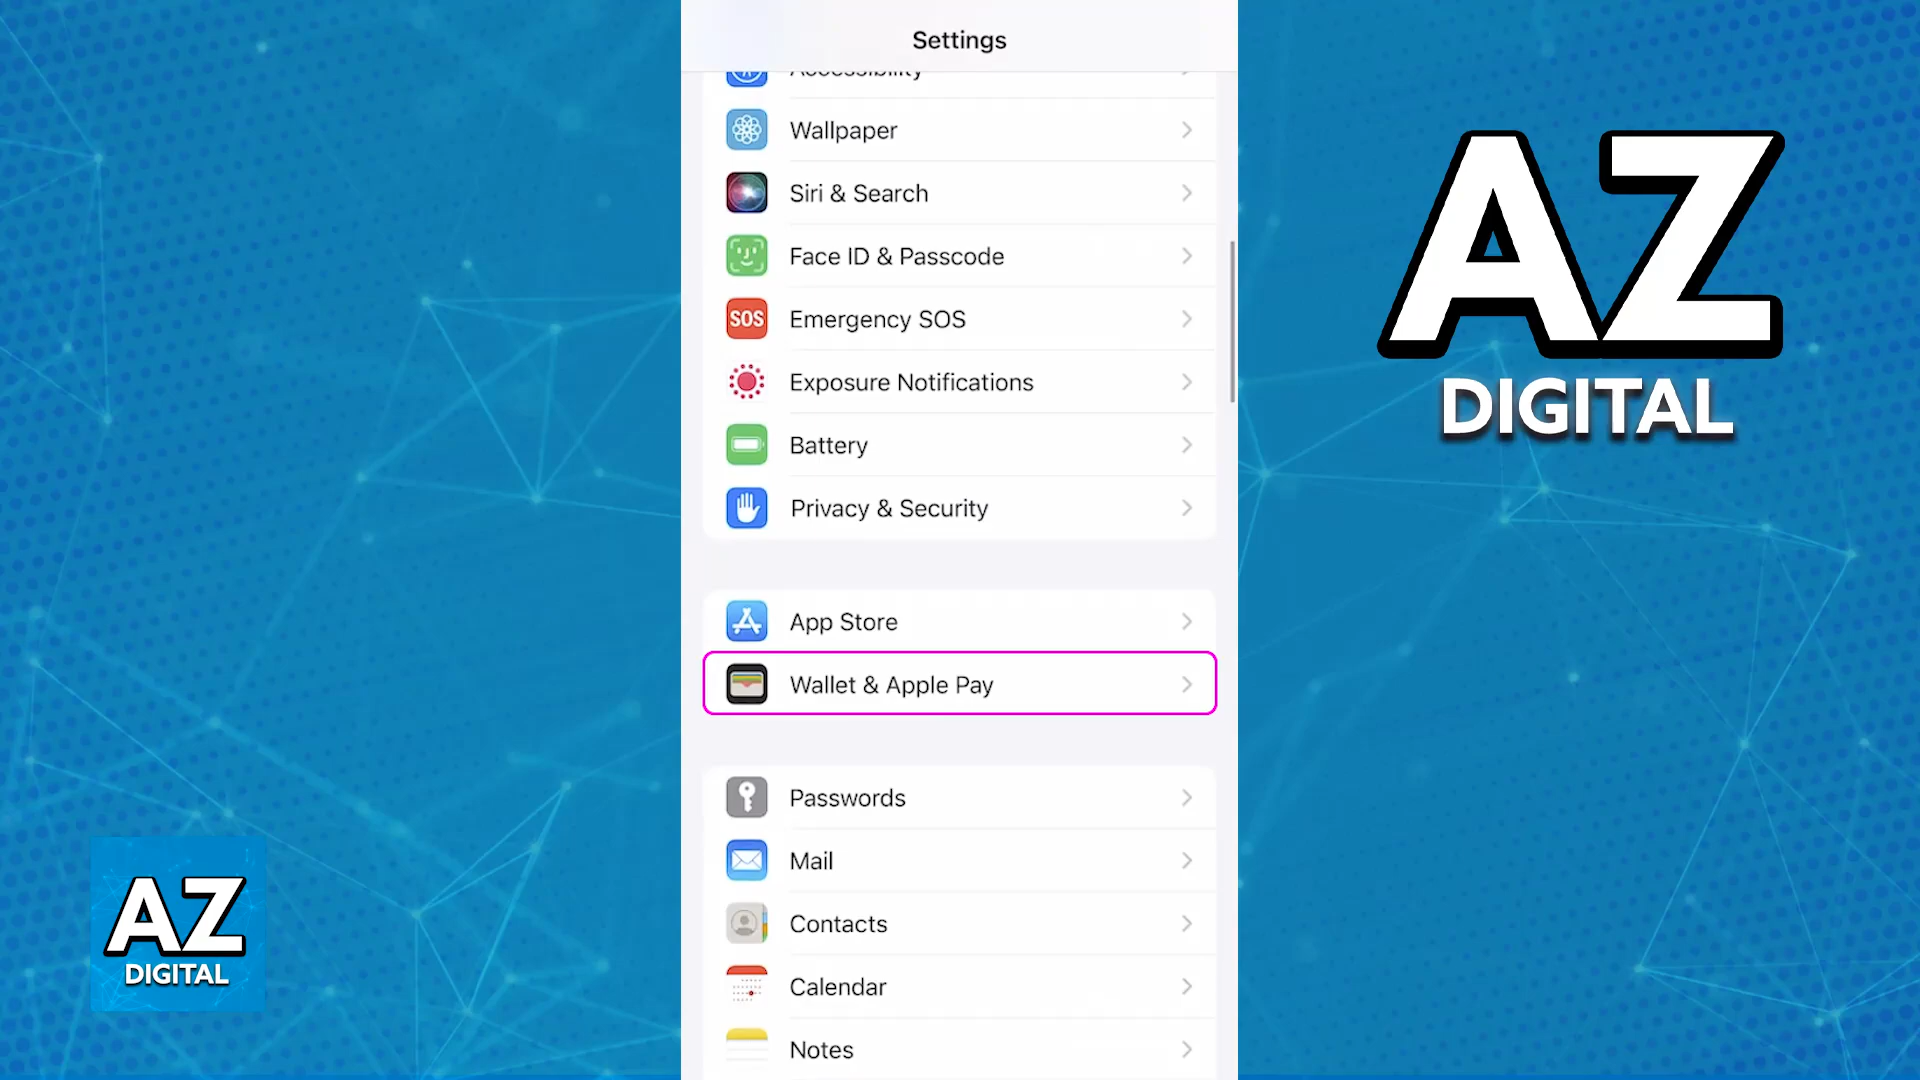 Settings
Accessibility
Wallpaper
Siri & Search
Face ID & Passcode
SOS
Emergency SOS
Exposure Notifications
Battery
Privacy & Security
App Store
Wallet & Apple Pay
Passwords
Mail
Contacts
Calendar
Notes
AZ
DIGITAL
AZ
DIGITAL